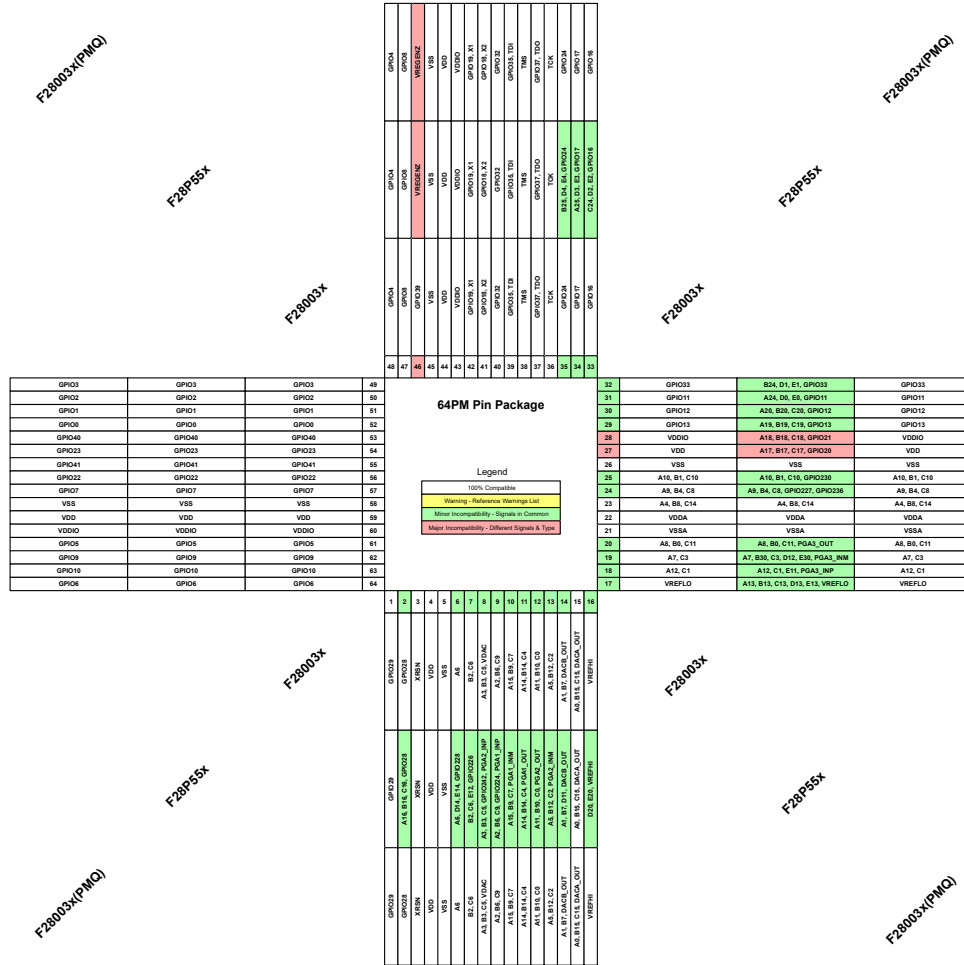 F28003x(PMQ)
F28P55x
F28003x
F28003x(PMQ)
F28P55x
F28003x
GPIO4
GPIO8
VREGENZ
VSS
VDD
VDDIO
GPIO19, X1
GPIO18, X2
GPIO32
GPIO35, TDI
TMS
GPIO37, TDO
TCK
GPIO24
GPIO17
GPIO16
GPIO4
GPIO8
VREGENZ
VSS
VDD
VDDIO
GPIO19, X1
GPIO18, X2
GPIO32
GPIO35, TDI
TMS
GPIO37, TDO
TCK
B25, D4, E4, GPIO24
A25, D3, E3, GPIO17
C24, D2, E2, GPIO16
GPIO4
GPIO8
GPIO39
VSS
VDD
VDDIO
GPIO19, X1
GPIO18, X2
GPIO32
GPIO35, TDI
TMS
GPIO37, TDO
TCK
GPIO24
GPIO17
GPIO16
48 47 46 45 44 43 42 41 40 39 38 37 36 35 34 33
GPIO3 GPIO3 GPIO3 49
GPIO2 GPIO2 GPIO2 50
GPIO1 GPIO1 GPIO1 51
GPIO0 GPIO0 GPIO0 52
GPIO40 GPIO40 GPIO40 53
GPIO23 GPIO23 GPIO23 54
GPIO41 GPIO41 GPIO41 55
GPIO22 GPIO22 GPIO22 56
GPIO7 GPIO7 GPIO7 57
VSS VSS VSS 58
VDD VDD VDD 59
VDDIO VDDIO VDDIO 60
GPIO5 GPIO5 GPIO5 61
GPIO9 GPIO9 GPIO9 62
GPIO10 GPIO10 GPIO10 63
GPIO6 GPIO6 GPIO6 64
64PM Pin Package
Legend
100% Compatible
Warning - Reference Warnings List
Minor Incompatibility - Signals in Common
Major Incompatibility - Different Signals & Type
32 GPIO33 B24, D1, E1, GPIO33 GPIO33
31 GPIO11 A24, D0, E0, GPIO11 GPIO11
30 GPIO12 A20, B20, C20, GPIO12 GPIO12
29 GPIO13 A19, B19, C19, GPIO13 GPIO13
28 VDDIO A18, B18, C18, GPIO21 VDDIO
27 VDD A17, B17, C17, GPIO20 VDD
26 VSS VSS VSS
25 A10, B1, C10 A10, B1, C10, GPIO230 A10, B1, C10
24 A9, B4, C8 A9, B4, C8, GPIO227, GPIO236 A9, B4, C8
23 A4, B8, C14 A4, B8, C14 A4, B8, C14
22 VDDA VDDA VDDA
21 VSSA VSSA VSSA
20 A8, B0, C11 A8, B0, C11, PGA3_OUT A8, B0, C11
19 A7, C3 A7, B30, C3, D12, E30, PGA3_INM A7, C3
18 A12, C1 A12, C1, E11, PGA3_INP A12, C1
17 VREFLO A13, B13, C13, D13, E13, VREFLO VREFLO
1 2 3 4 5 6 7 8 9 10 11 12 13 14 15 16
GPIO29
GPIO28
XRSN
VDD
VSS
A6
B2, C6
A3, B3, C5, VDAC
A2, B6, C9
A15, B9, C7
A14, B14, C4
A11, B10, C0
A5, B12, C2
A1, B7, DACB_OUT
A0, B15, C15, DACA_OUT
VREFHI
GPIO29
A16, B16, C16, GPIO28
XRSN
VDD
VSS
A6, D14, E14, GPIO228
B2, C6, E12, GPIO226
A3, B3, C5, GPIO242, PGA2_INP
A2, B6, C9, GPIO224, PGA1_INP
A15, B9, C7, PGA1_INM
A14, B14, C4, PGA1_OUT
A11, B10, C0, PGA2_OUT
A5, B12, C2, PGA2_INM
A1, B7, D11, DACB_OUT
A0, B15, C15, DACA_OUT
D20, E20, VREFHI
GPIO29
GPIO28
XRSN
VDD
VSS
A6
B2, C6
A3, B3, C5, VDAC
A2, B6, C9
A15, B9, C7
A14, B14, C4
A11, B10, C0
A5, B12, C2
A1, B7, DACB_OUT
A0, B15, C15, DACA_OUT
VREFHI
F28003x
F28P55x
F28003x(PMQ)
F28003x
F28P55x
F28003x(PMQ)